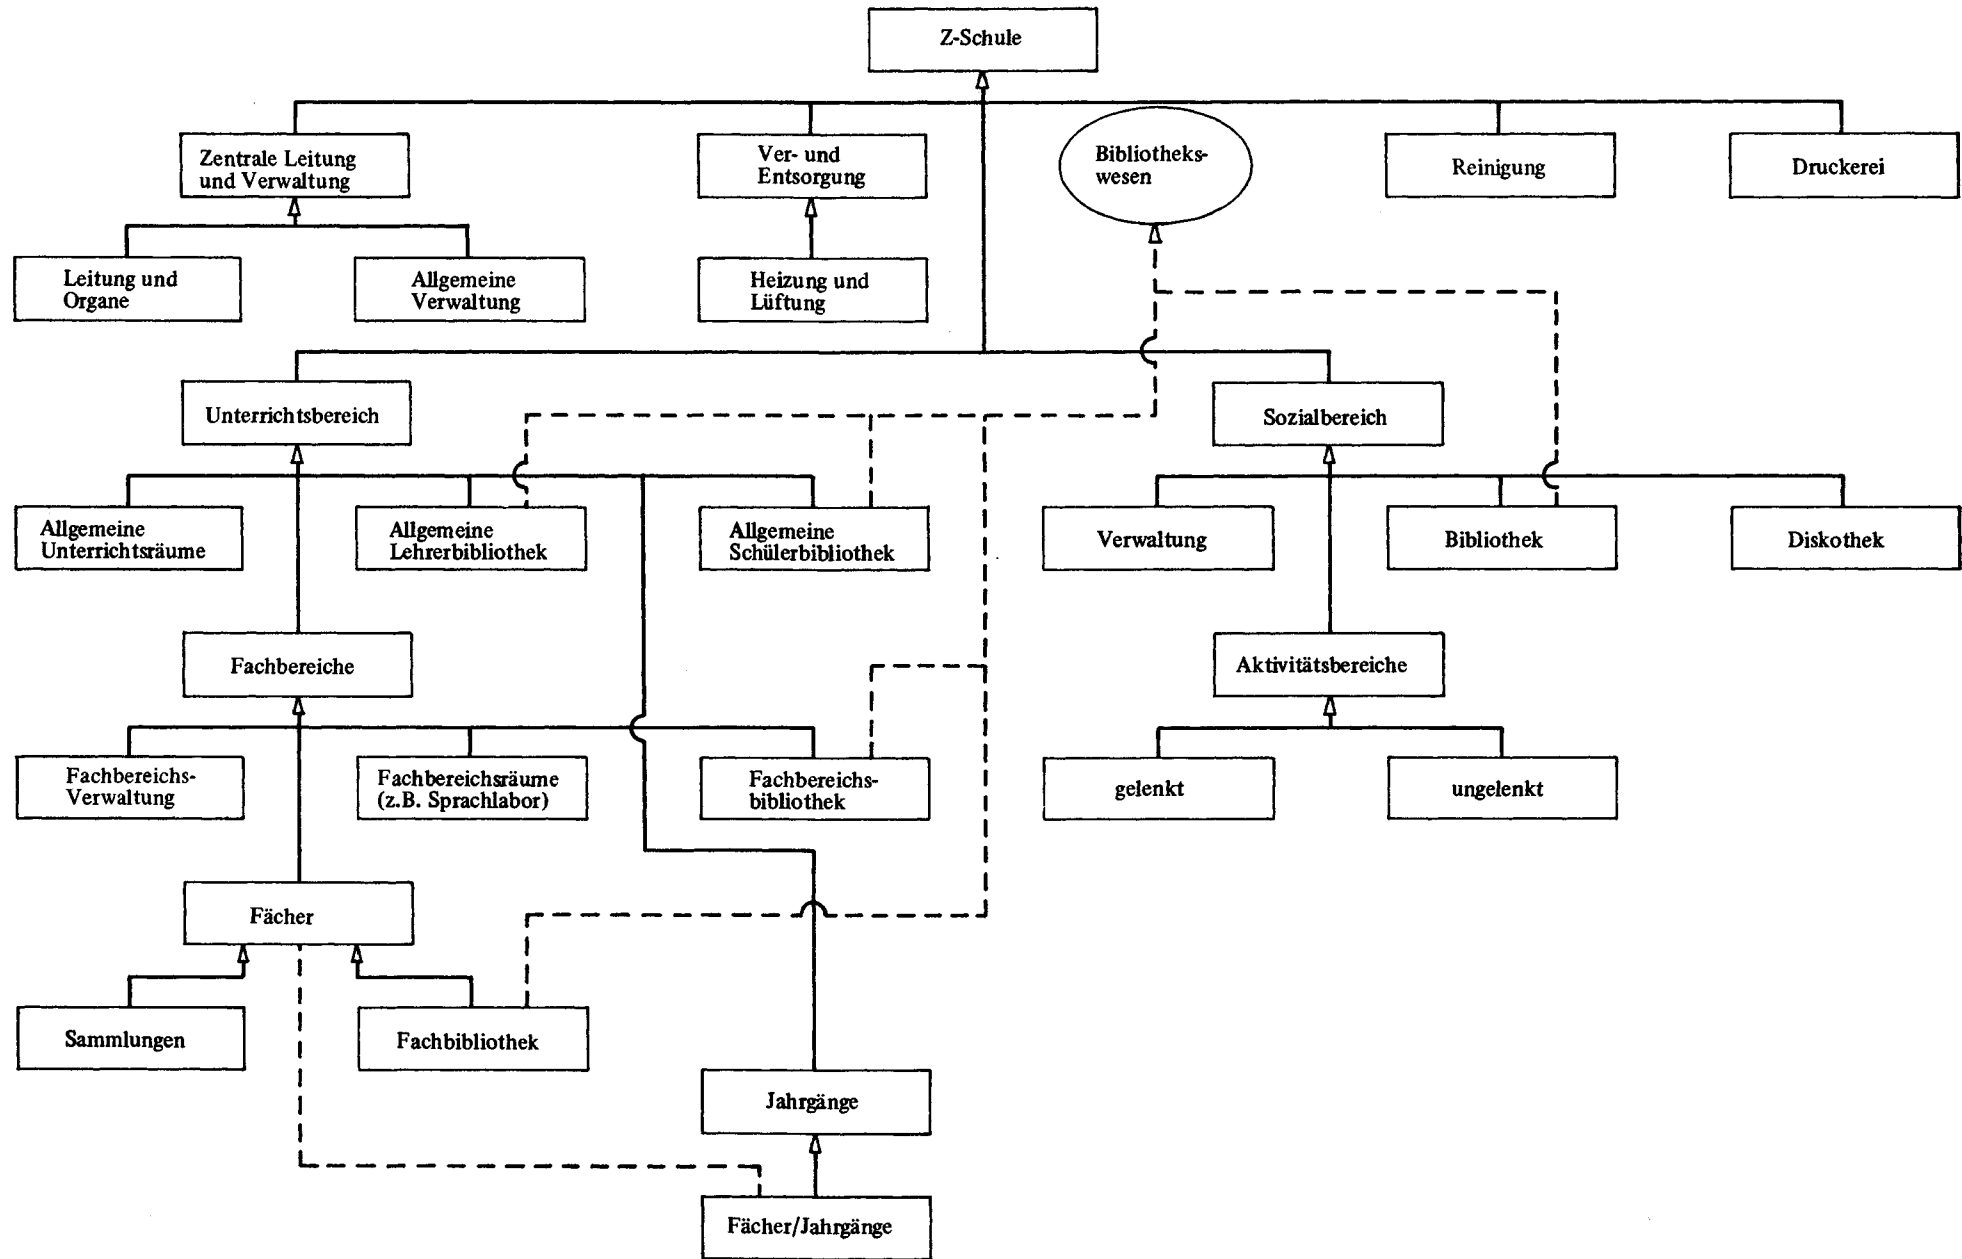 Z-Schule
Zentrale Leitung
und Verwaltung
Ver- und
Entsorgung
Bibliotheks-
wesen
Reinigung
Druckerei
Leitung und
Organe
Allgemeine
Verwaltung
Heizung und
Lüftung
Unterrichtsbereich
Sozialbereich
Allgemeine
Unterrichtsräume
Allgemeine
Lehrerbibliothek
Allgemeine
Schülerbibliothek
Verwaltung
Bibliothek
Diskothek
Fachbereiche
Aktivitätsbereiche
Fachbereichs-
Verwaltung
Fachbereichsräume
(z.B. Sprachlabor)
Fachbereichs-
bibliothek
gelenkt
ungelenkt
Fächer
Sammlungen
Fachbibliothek
Jahrgänge
Fächer/Jahrgänge